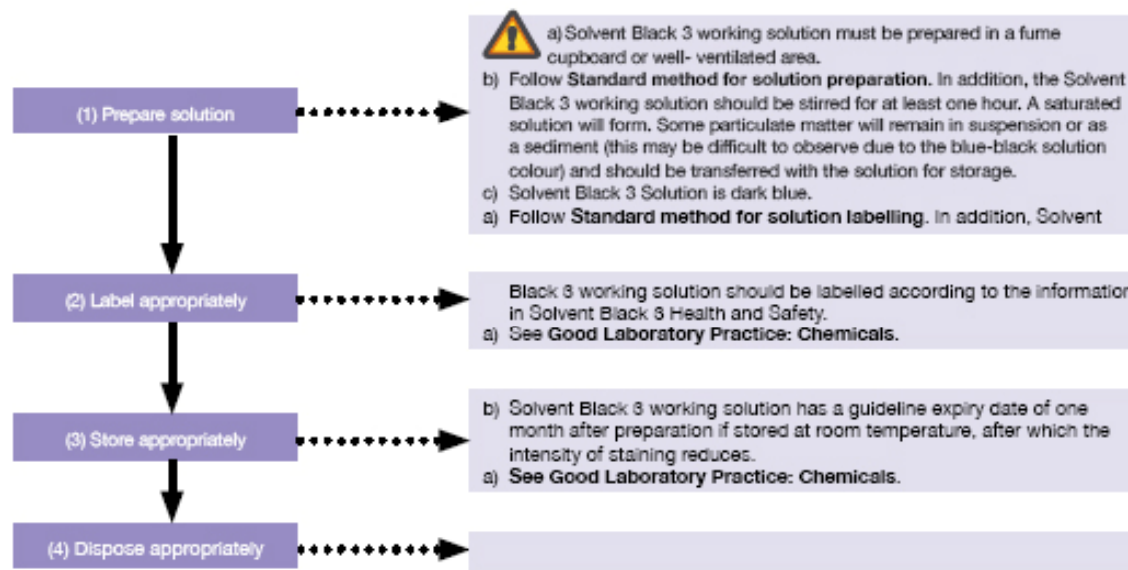 a) Solvent Black 3 working solution must be prepared in a fume
cupboard or well- ventilated area.
b) Follow Standard method for solution preparation. In addition, the Solvent
Black 3 working solution should be stirred for at least one hour. A saturated
solution will form. Some particulate matter will remain in suspension or as
a sediment (this may be difficult to observe due to the blue-black solution
colour) and should be transferred with the solution for storage.
c) Solvent Black 3 Solution is dark blue.
a) Follow Standard method for solution labelling. In addition, Solvent
(1) Prepare solution
(2) Label appropriately
Black 3 working solution should be labelled according to the information
in Solvent Black 3 Health and Safety.
a) See Good Laboratory Practice: Chemicals.
(3) Store appropriately
b) Solvent Black 3 working solution has a guideline expiry date of one
month after preparation if stored at room temperature, after which the
intensity of staining reduces.
a) See Good Laboratory Practice: Chemicals.
(4) Dispose appropriately